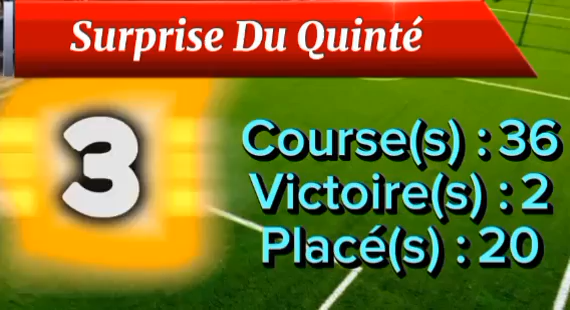 Surprise Du Quinté
3
Course(s) : 36
Victoire(s) : 2
Placé(s) : 20